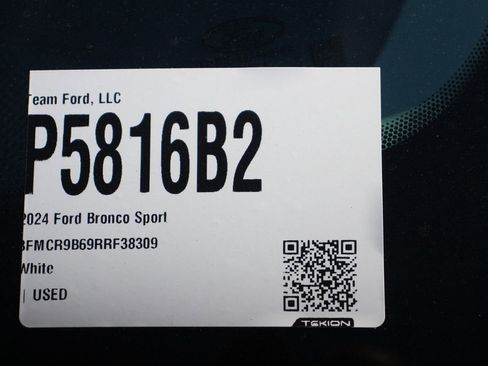 Team Ford, LLC
P5816B2
2024 Ford Bronco Sport
3FMCR9B69RRF38309
White
| USED
TEKION